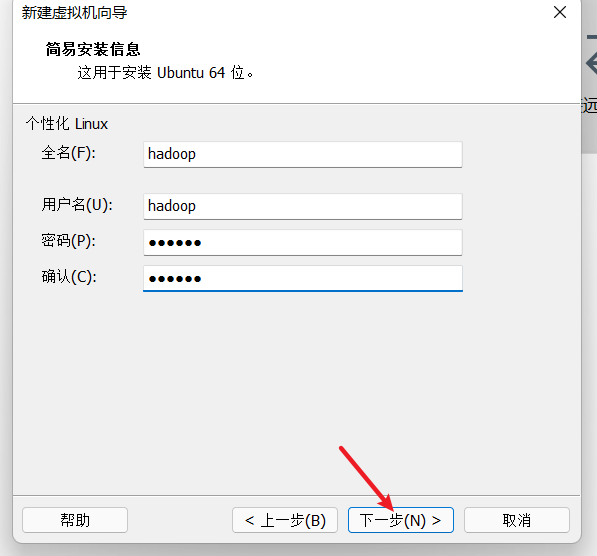 新建虚拟机向导
简易安装信息
这用于安装 Ubuntu 64 位。
远
个性化 Linux
全名(F): hadoop
用户名(U): hadoop
密码(P): ●●●●●●
确认(C): ●●●●●●
帮助 < 上一步(B) 下一步(N) > 取消